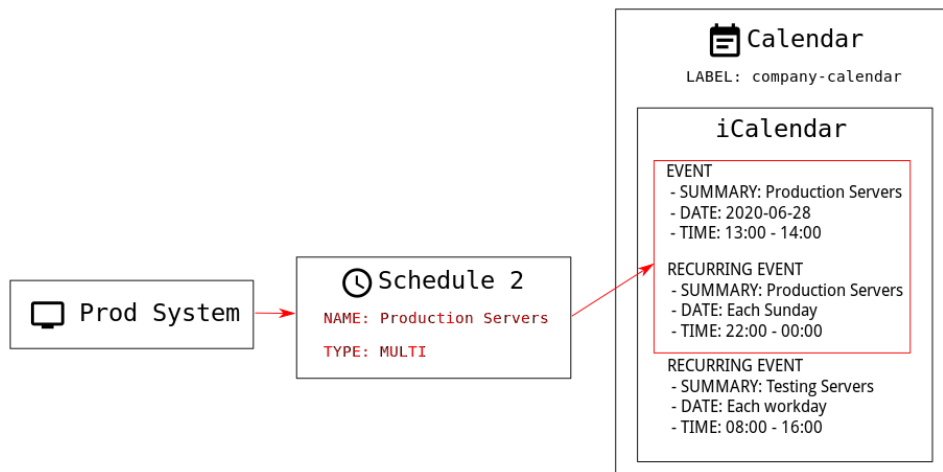 Calendar
LABEL: company-calendar
iCalendar
EVENT
- SUMMARY: Production Servers
- DATE: 2020-06-28
- TIME: 13:00 - 14:00
RECURRING EVENT
- SUMMARY: Production Servers
- DATE: Each Sunday
- TIME: 22:00 - 00:00
RECURRING EVENT
- SUMMARY: Testing Servers
- DATE: Each workday
- TIME: 08:00 - 16:00
Schedule 2
NAME: Production Servers
TYPE: MULTI
Prod System